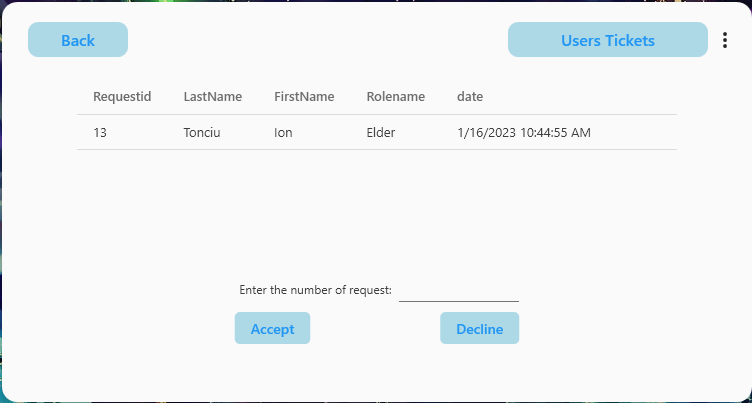 Back Users Tickets
Requestid LastName FirstName Rolename date
13 Tonciu Ion Elder 1/16/2023 10:44:55 AM
Enter the number of request:
Accept Decline